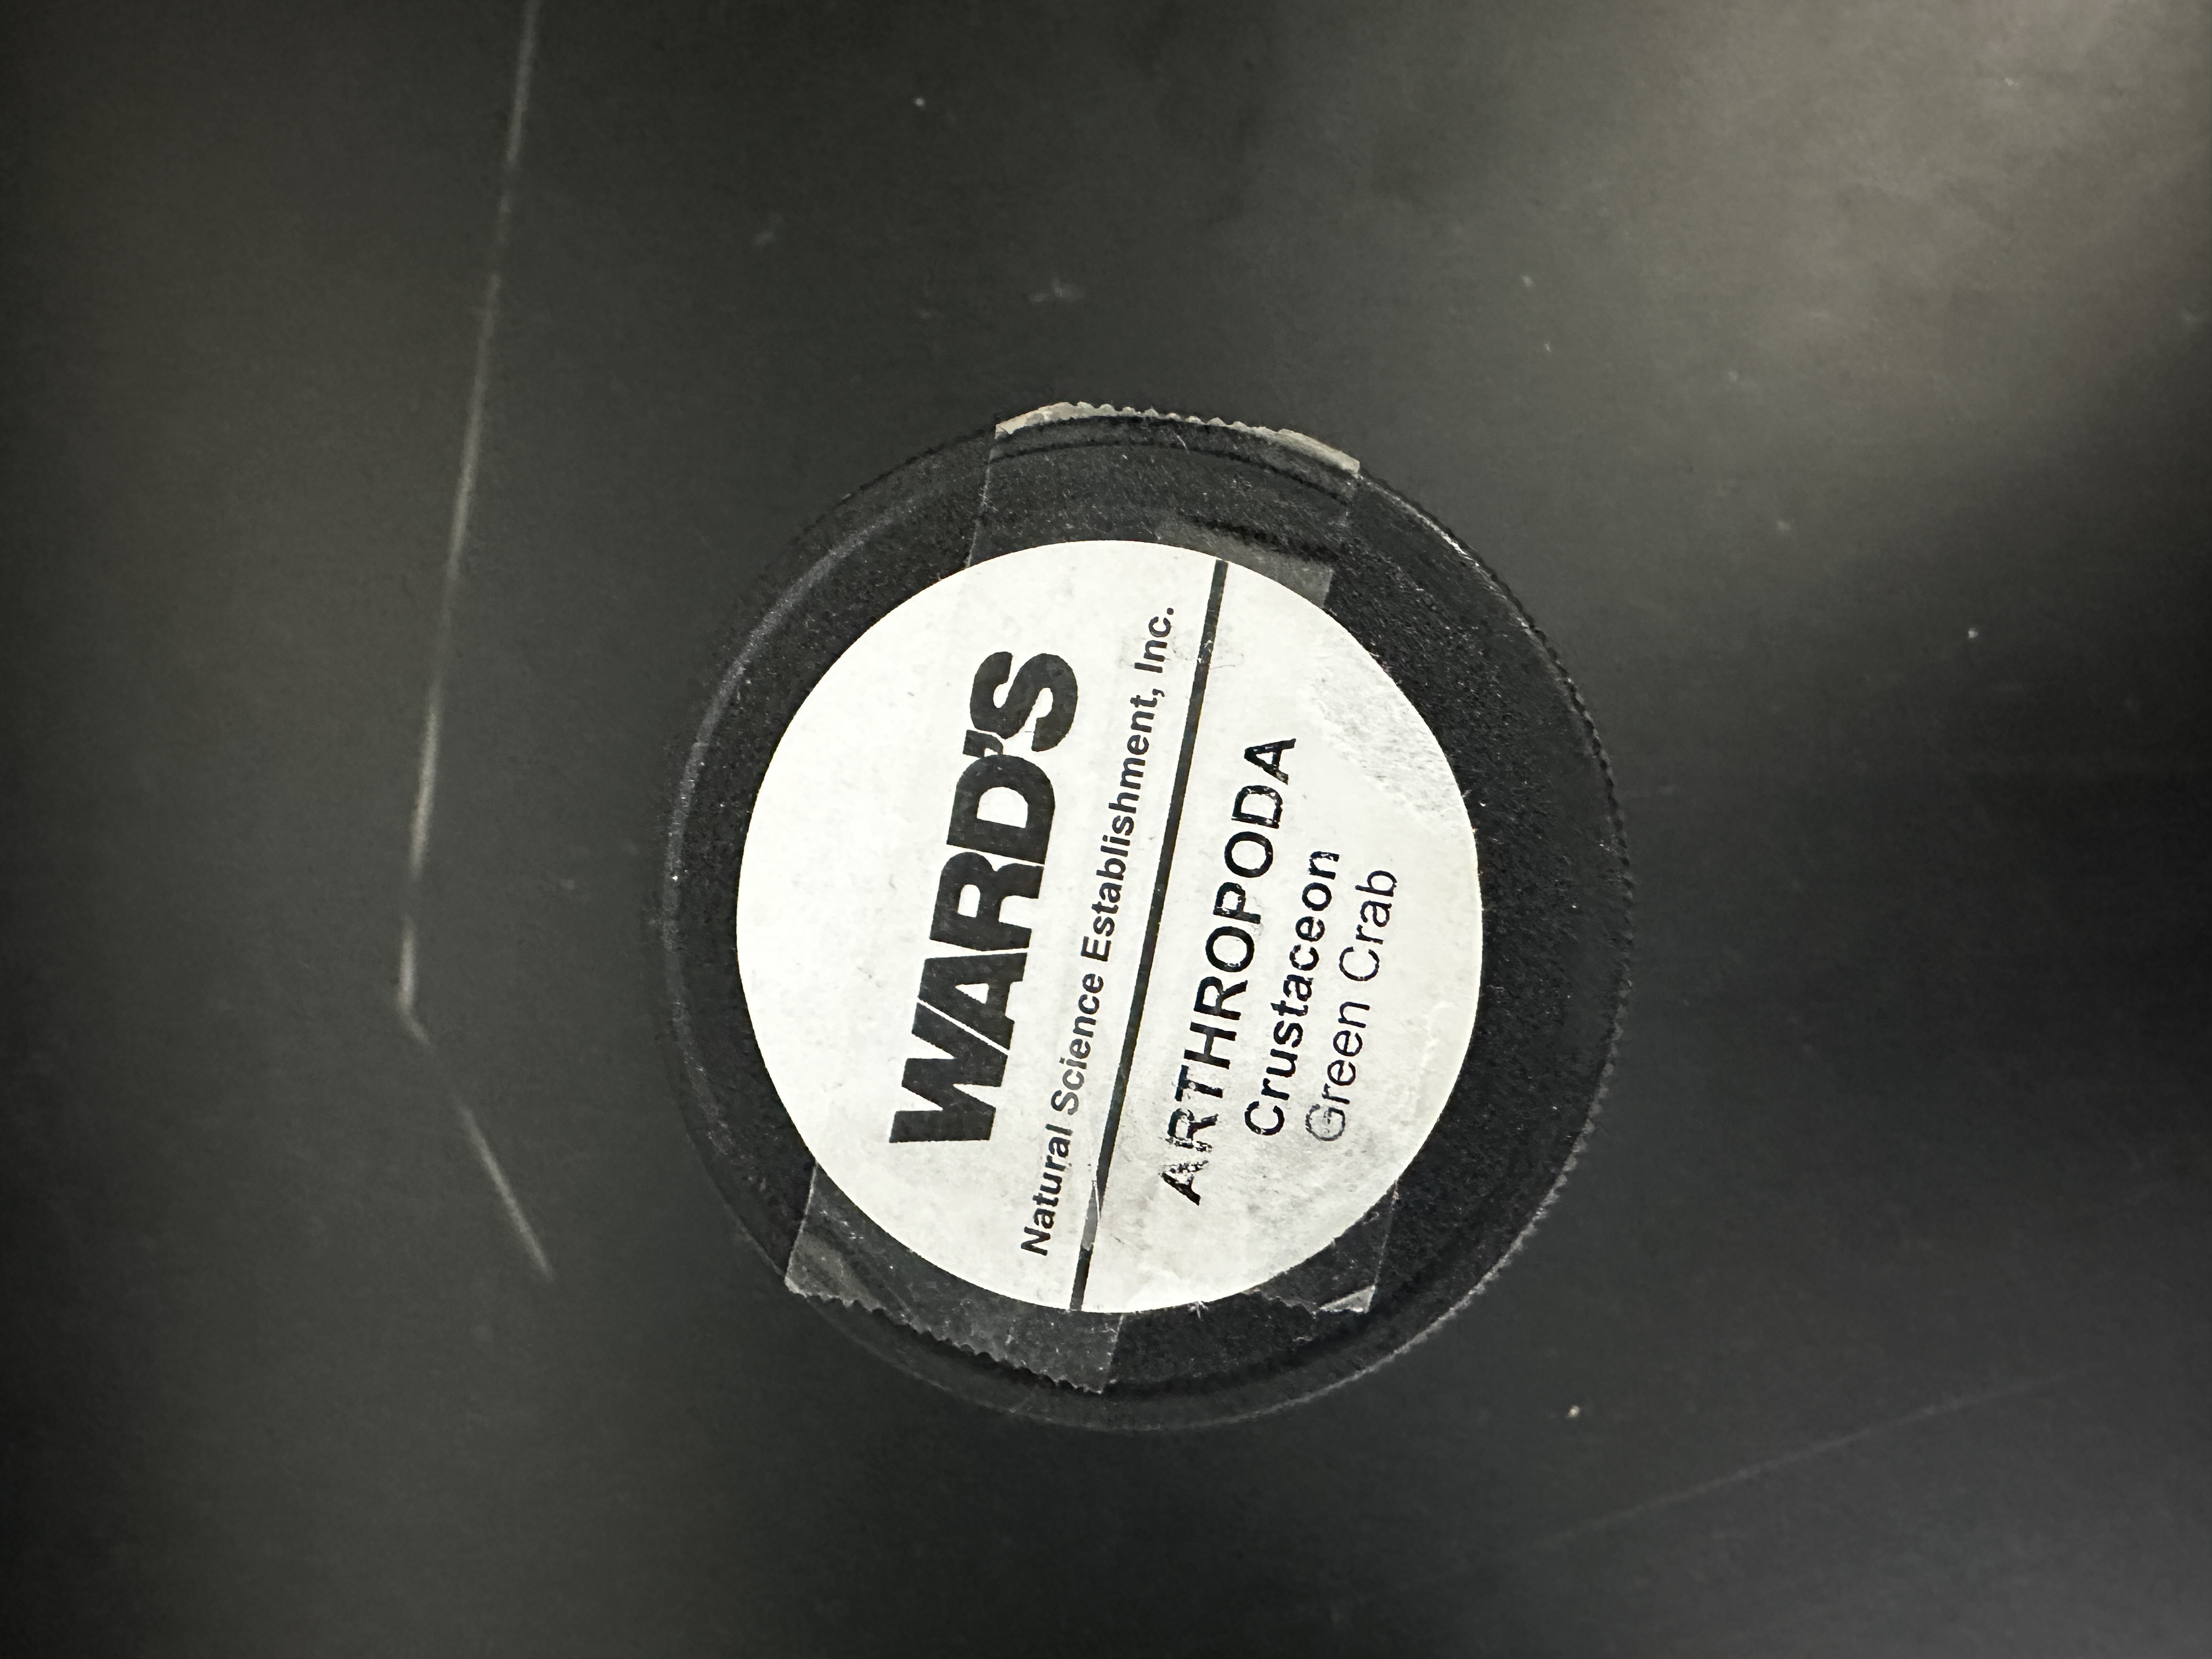 WARD'S
Natural Science Establishment, Inc.
ARTHROPODA
Crustaceon
Green Crab